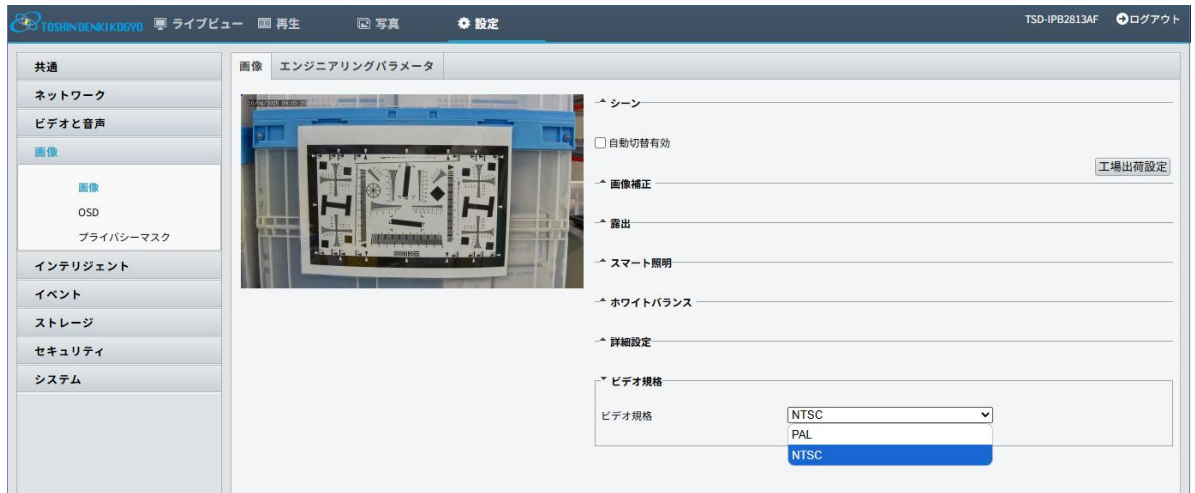 TOSHIN DENKI KOGYO ライブビュー 再生 写真 設定 TSD-IPB2813AF ログアウト
共通
ネットワーク
ビデオと音声
画像
画像
OSD
プライバシーマスク
インテリジェント
イベント
ストレージ
セキュリティ
システム
画像 エンジニアリングパラメータ
シーン
自動切替有効
工場出荷設定
画像補正
露出
スマート照明
ホワイトバランス
詳細設定
ビデオ規格
ビデオ規格 NTSC
PAL
NTSC